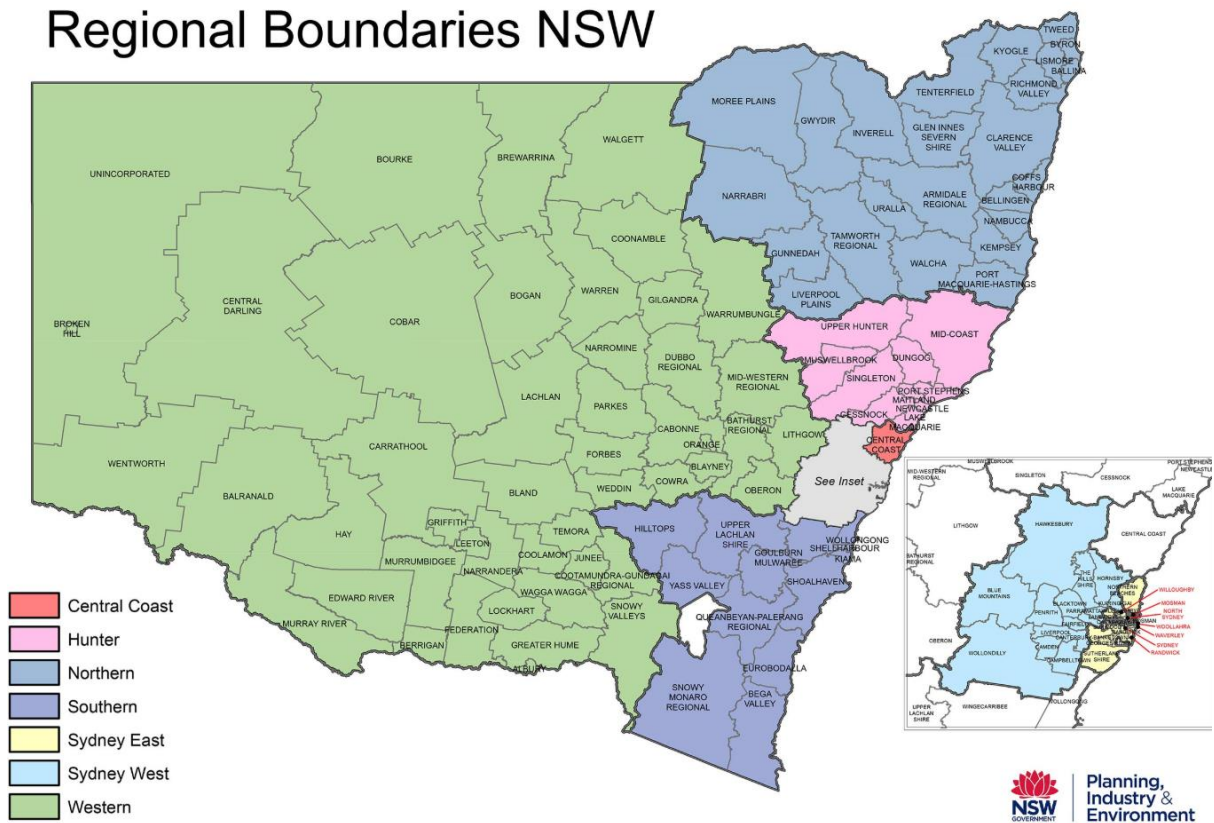 Regional Boundaries NSW
TWEED
KYOGLE
BYRON
LISMORE
BALLINA
RICHMOND
VALLEY
TENTERFIELD
MOREE PLAINS
GWYDIR
INVERELL
GLEN INNES
SEVERN
SHIRE
CLARENCE
VALLEY
WALGETT
BOURKE
BREWARRINA
UNINCORPORATED
COFFS
HARBOUR
NARRABRI
ARMIDALE
REGIONAL
BELLINGEN
URALLA
NAMBUCCA
COONAMBLE
TAMWORTH
REGIONAL
KEMPSEY
GUNNEDAH
WALCHA
PORT
MACQUARIE-HASTINGS
LIVERPOOL
PLAINS
WARREN
BOGAN
GILGANDRA
CENTRAL
DARLING
WARRUMBUNGLE
BROKEN
HILL
COBAR
UPPER HUNTER
MID-COAST
NARROMINE
DUBBO
REGIONAL
MUSWELLBROOK
DUNGOG
MID-WESTERN
REGIONAL
SINGLETON
PORT STEPHENS
MAITLAND
NEWCASTLE
LAKE
MACQUARIE
CESSNOCK
LACHLAN
PARKES
BATHURST
REGIONAL
LITHGOW
CABONNE
ORANGE
CENTRAL
COAST
CARRATHOOL
FORBES
BLAYNEY
WENTWORTH
See Inset
BALRANALD
BLAND
WEDDIN
COWRA
OBERON
GRIFFITH
HILLTOPS
UPPER
LACHLAN
SHIRE
HAY
LEETON
TEMORA
WOLLONGONG
SHELLHARBOUR
KIAMA
MURRUMBIDGEE
COOLAMON
JUNEE
GOULBURN
MULWAREE
NARRANDERA
COOTAMUNDRA-GUNDAGAI
REGIONAL
YASS VALLEY
SHOALHAVEN
WAGGA WAGGA
EDWARD RIVER
LOCKHART
SNOWY
VALLEYS
QUEANBEYAN-PALERANG
REGIONAL
MURRAY RIVER
FEDERATION
BERRIGAN
GREATER HUME
ALBURY
EUROBODALLA
SNOWY
MONARO
REGIONAL
BEGA
VALLEY
Central Coast
Hunter
Northern
Southern
Sydney East
Sydney West
Western
MUSWELLBROOK
PORT STEPHENS
NEWCASTLE
MID-WESTERN
REGIONAL
SINGLETON
CESSNOCK
LAKE
MACQUARIE
LITHGOW
HAWKESBURY
CENTRAL COAST
BATHURST
REGIONAL
THE
HILLS
SHIRE
HORNSBY
NORTHERN
BEACHES
BLUE
MOUNTAINS
WILLOUGHBY
BLACKTOWN
MOSMAN
PENRITH
NORTH
SYDNEY
FAIRFIELD
WOOLLAHRA
LIVERPOOL
WAVERLEY
OBERON
CAMDEN
SYDNEY
WOLLONDILLY
CAMPBELLTOWN
SUTHERLAND
SHIRE
RANDWICK
UPPER
LACHLAN
SHIRE
WINGECARRIBEE
WOLLONGONG
NSW
GOVERNMENT
Planning,
Industry &
Environment